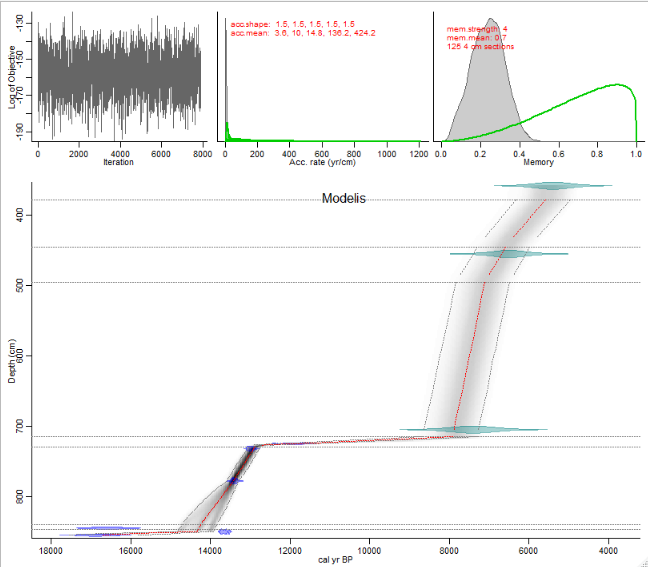 -130
-150
-170
-190
Log of Objective
0
2000
4000
6000
8000
Iteration
acc.shape: 1.5, 1.5, 1.5, 1.5, 1.5
acc.mean: 3.6, 10, 14.8, 136.2, 424.2
0
200
400
600
800
1000
1200
Acc. rate (yr/cm)
mem.strength: 4
mem.mean: 0.7
126 4 cm sections
0.0
0.2
0.4
0.6
0.8
1.0
Memory
Modelis
400
500
600
700
800
Depth (cm)
18000
16000
14000
12000
10000
8000
6000
4000
cal yr BP